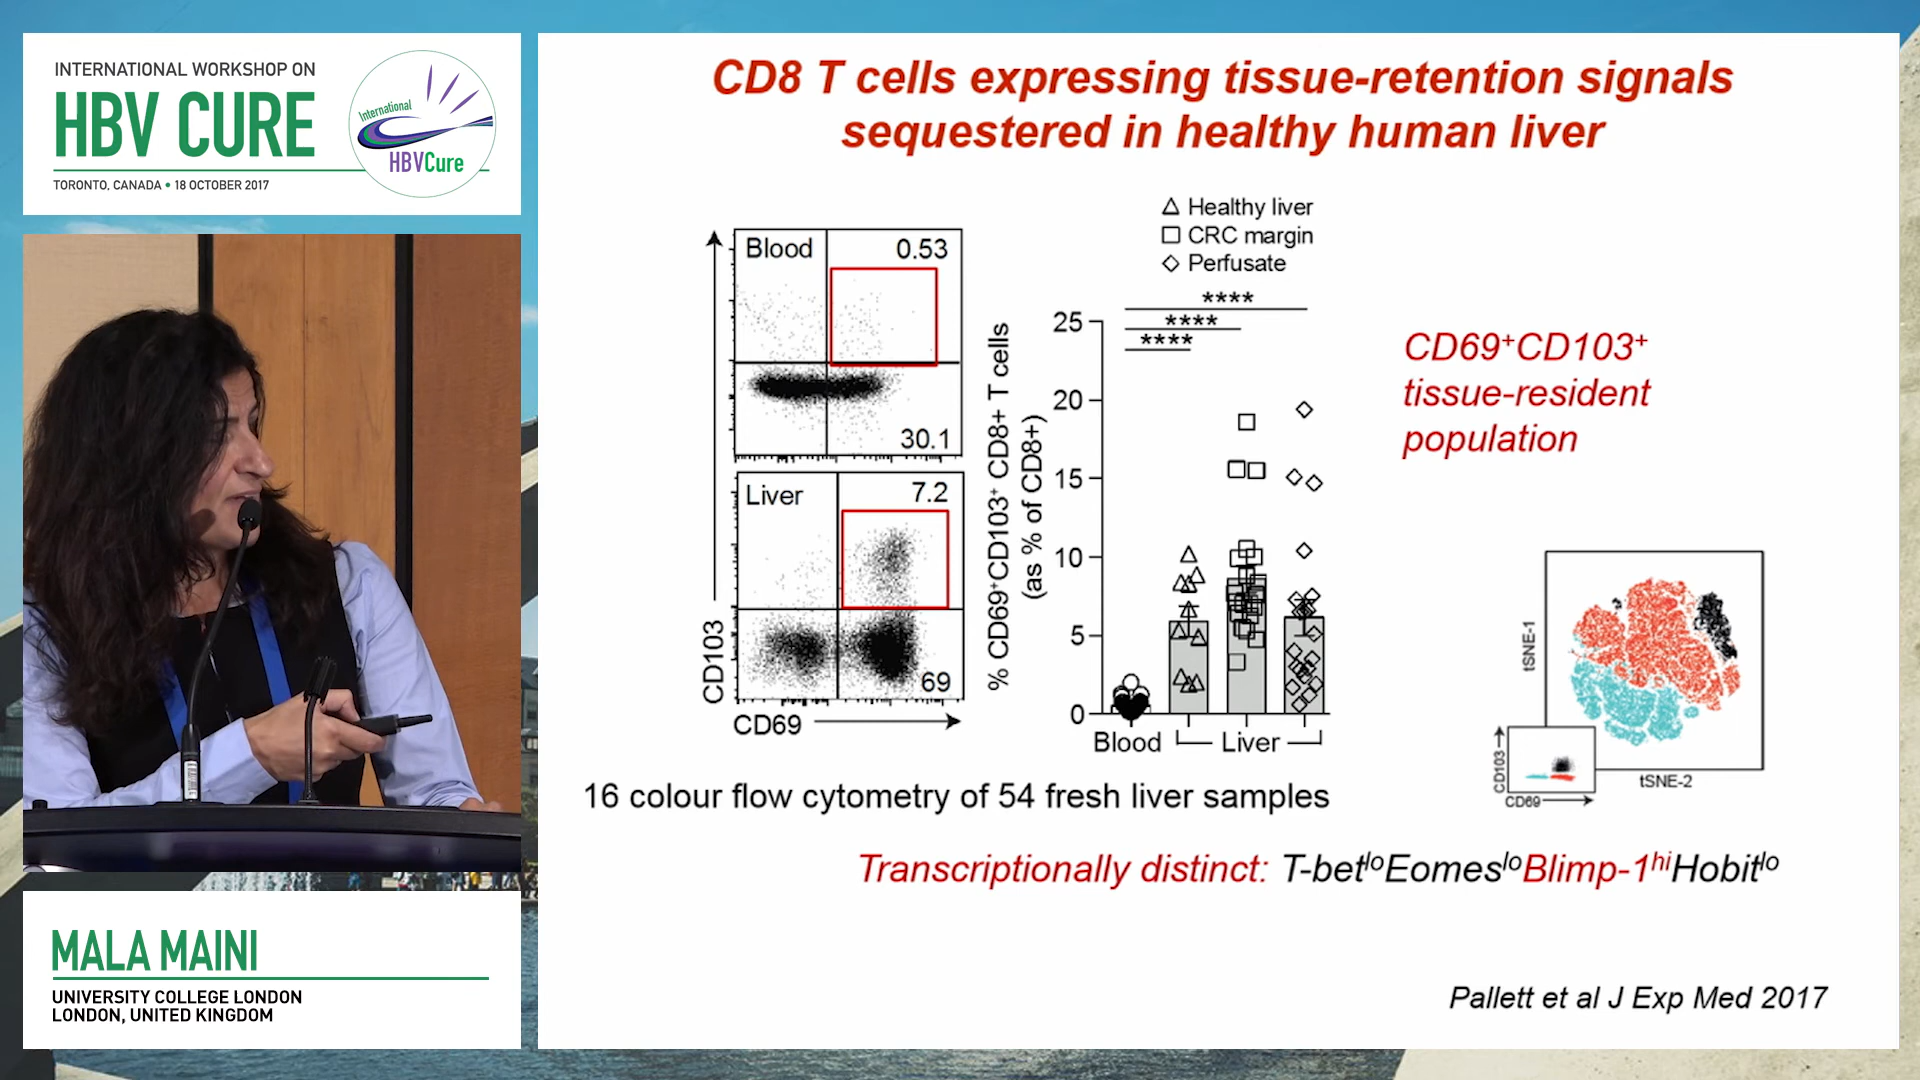 INTERNATIONAL WORKSHOP ON
HBV CURE
TORONTO, CANADA • 18 OCTOBER 2017
International
HBVCure
MALA MAINI
UNIVERSITY COLLEGE LONDON
LONDON, UNITED KINGDOM
CD8 T cells expressing tissue-retention signals
sequestered in healthy human liver
Blood
0.53
30.1
Liver
7.2
69
CD103
CD69
△ Healthy liver
□ CRC margin
◇ Perfusate
****
****
****
% CD69⁺CD103⁺ CD8+ T cells
(as % of CD8+)
25
20
15
10
5
0
Blood
Liver
CD69⁺CD103⁺
tissue-resident
population
tSNE-1
tSNE-2
CD103
CD69
16 colour flow cytometry of 54 fresh liver samples
Transcriptionally distinct: T-betˡᵒEomesˡᵒBlimp-1ʰⁱHobitˡᵒ
Pallett et al J Exp Med 2017